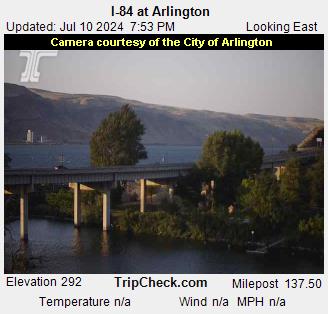 I-84 at Arlington
Updated: Jul 10 2024 7:53 PM Looking East
Camera courtesy of the City of Arlington
Elevation 292 TripCheck.com Milepost 137.50
Temperature n/a Wind n/a MPH n/a